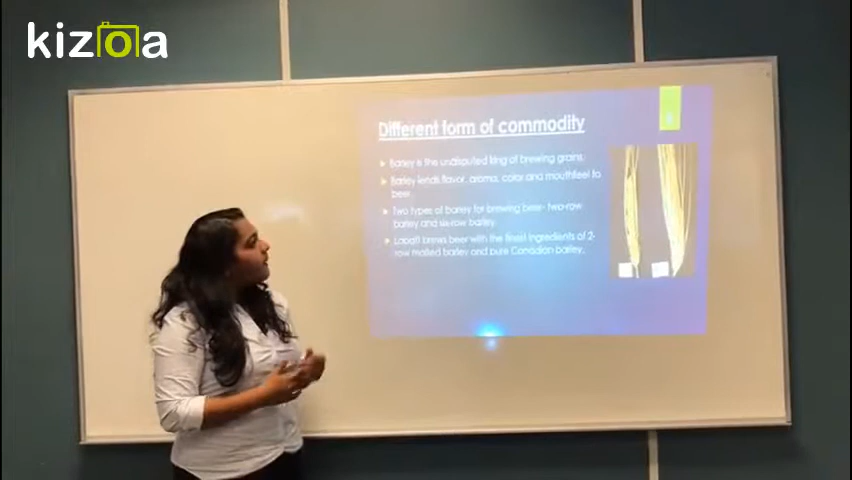 kizoa
Different form of commodity
Barley is the undisputed king of brewing grains.
Barley lends flavor, aroma, color and mouthfeel to
beer.
Two types of barley for brewing beer- two-row
barley and six-row barley.
Labatt brews beer with the finest ingredients of 2-
row malted barley and pure Canadian barley.